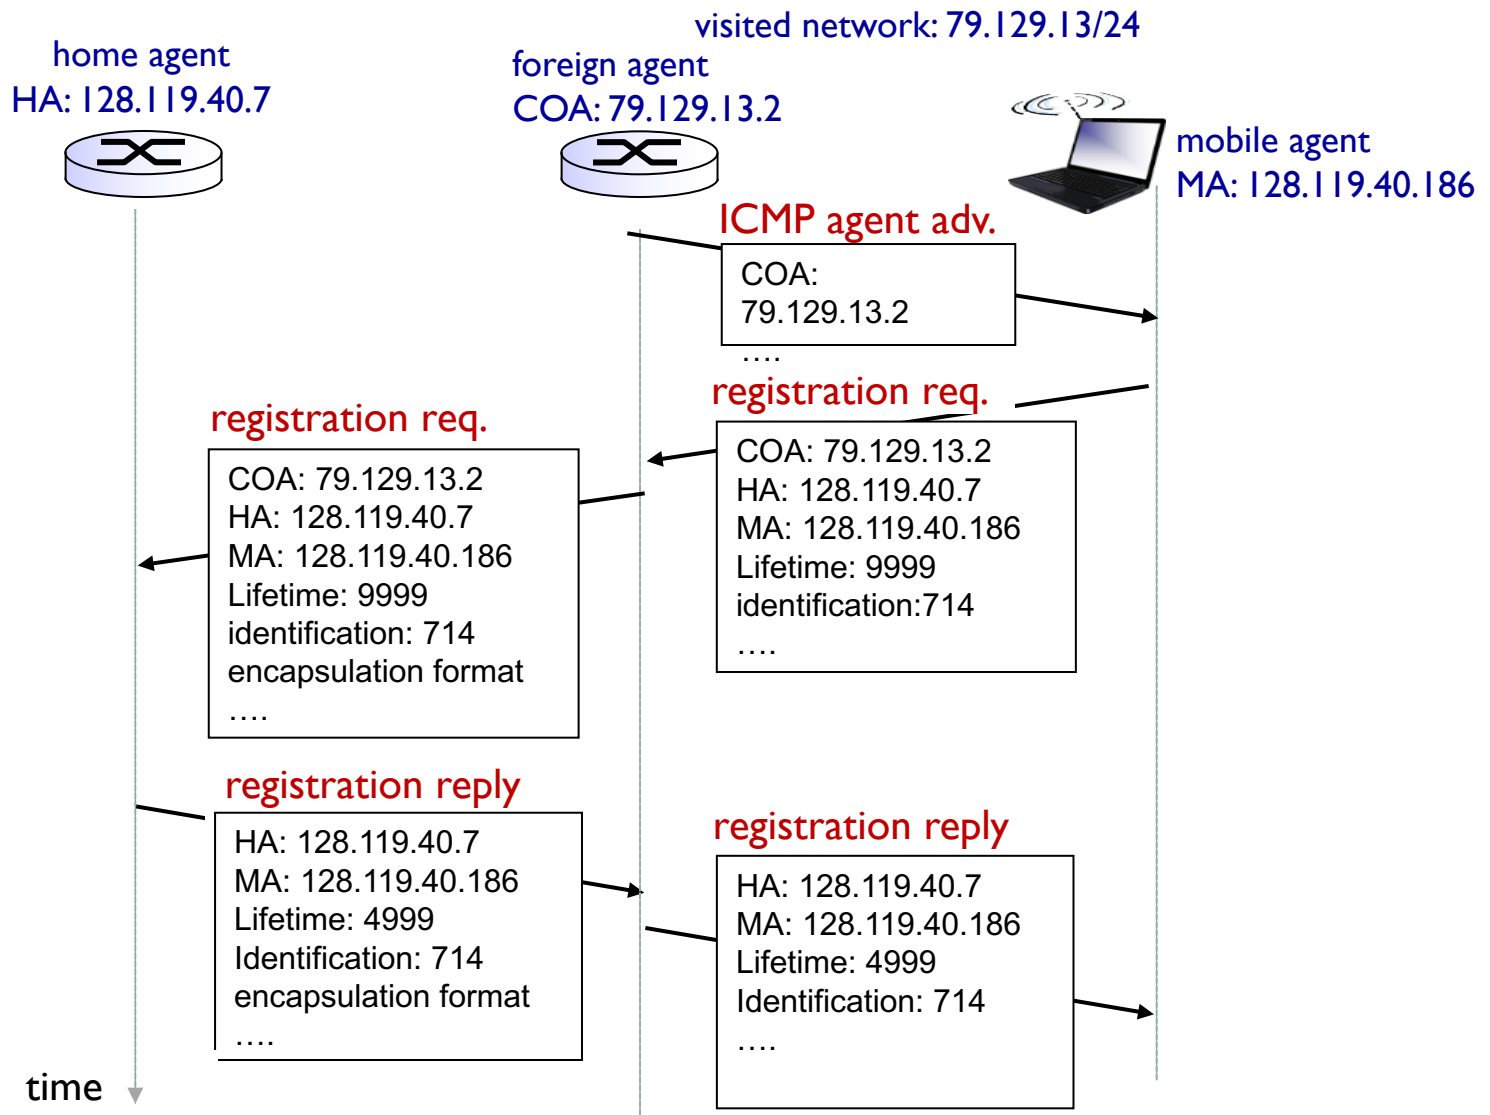 visited network: 79.129.13/24
home agent
HA: 128.119.40.7
foreign agent
COA: 79.129.13.2
mobile agent
MA: 128.119.40.186
ICMP agent adv.
COA:
79.129.13.2
….
registration req.
COA: 79.129.13.2
HA: 128.119.40.7
MA: 128.119.40.186
Lifetime: 9999
identification:714
….
registration req.
COA: 79.129.13.2
HA: 128.119.40.7
MA: 128.119.40.186
Lifetime: 9999
identification: 714
encapsulation format
….
registration reply
HA: 128.119.40.7
MA: 128.119.40.186
Lifetime: 4999
Identification: 714
encapsulation format
….
registration reply
HA: 128.119.40.7
MA: 128.119.40.186
Lifetime: 4999
Identification: 714
….
time